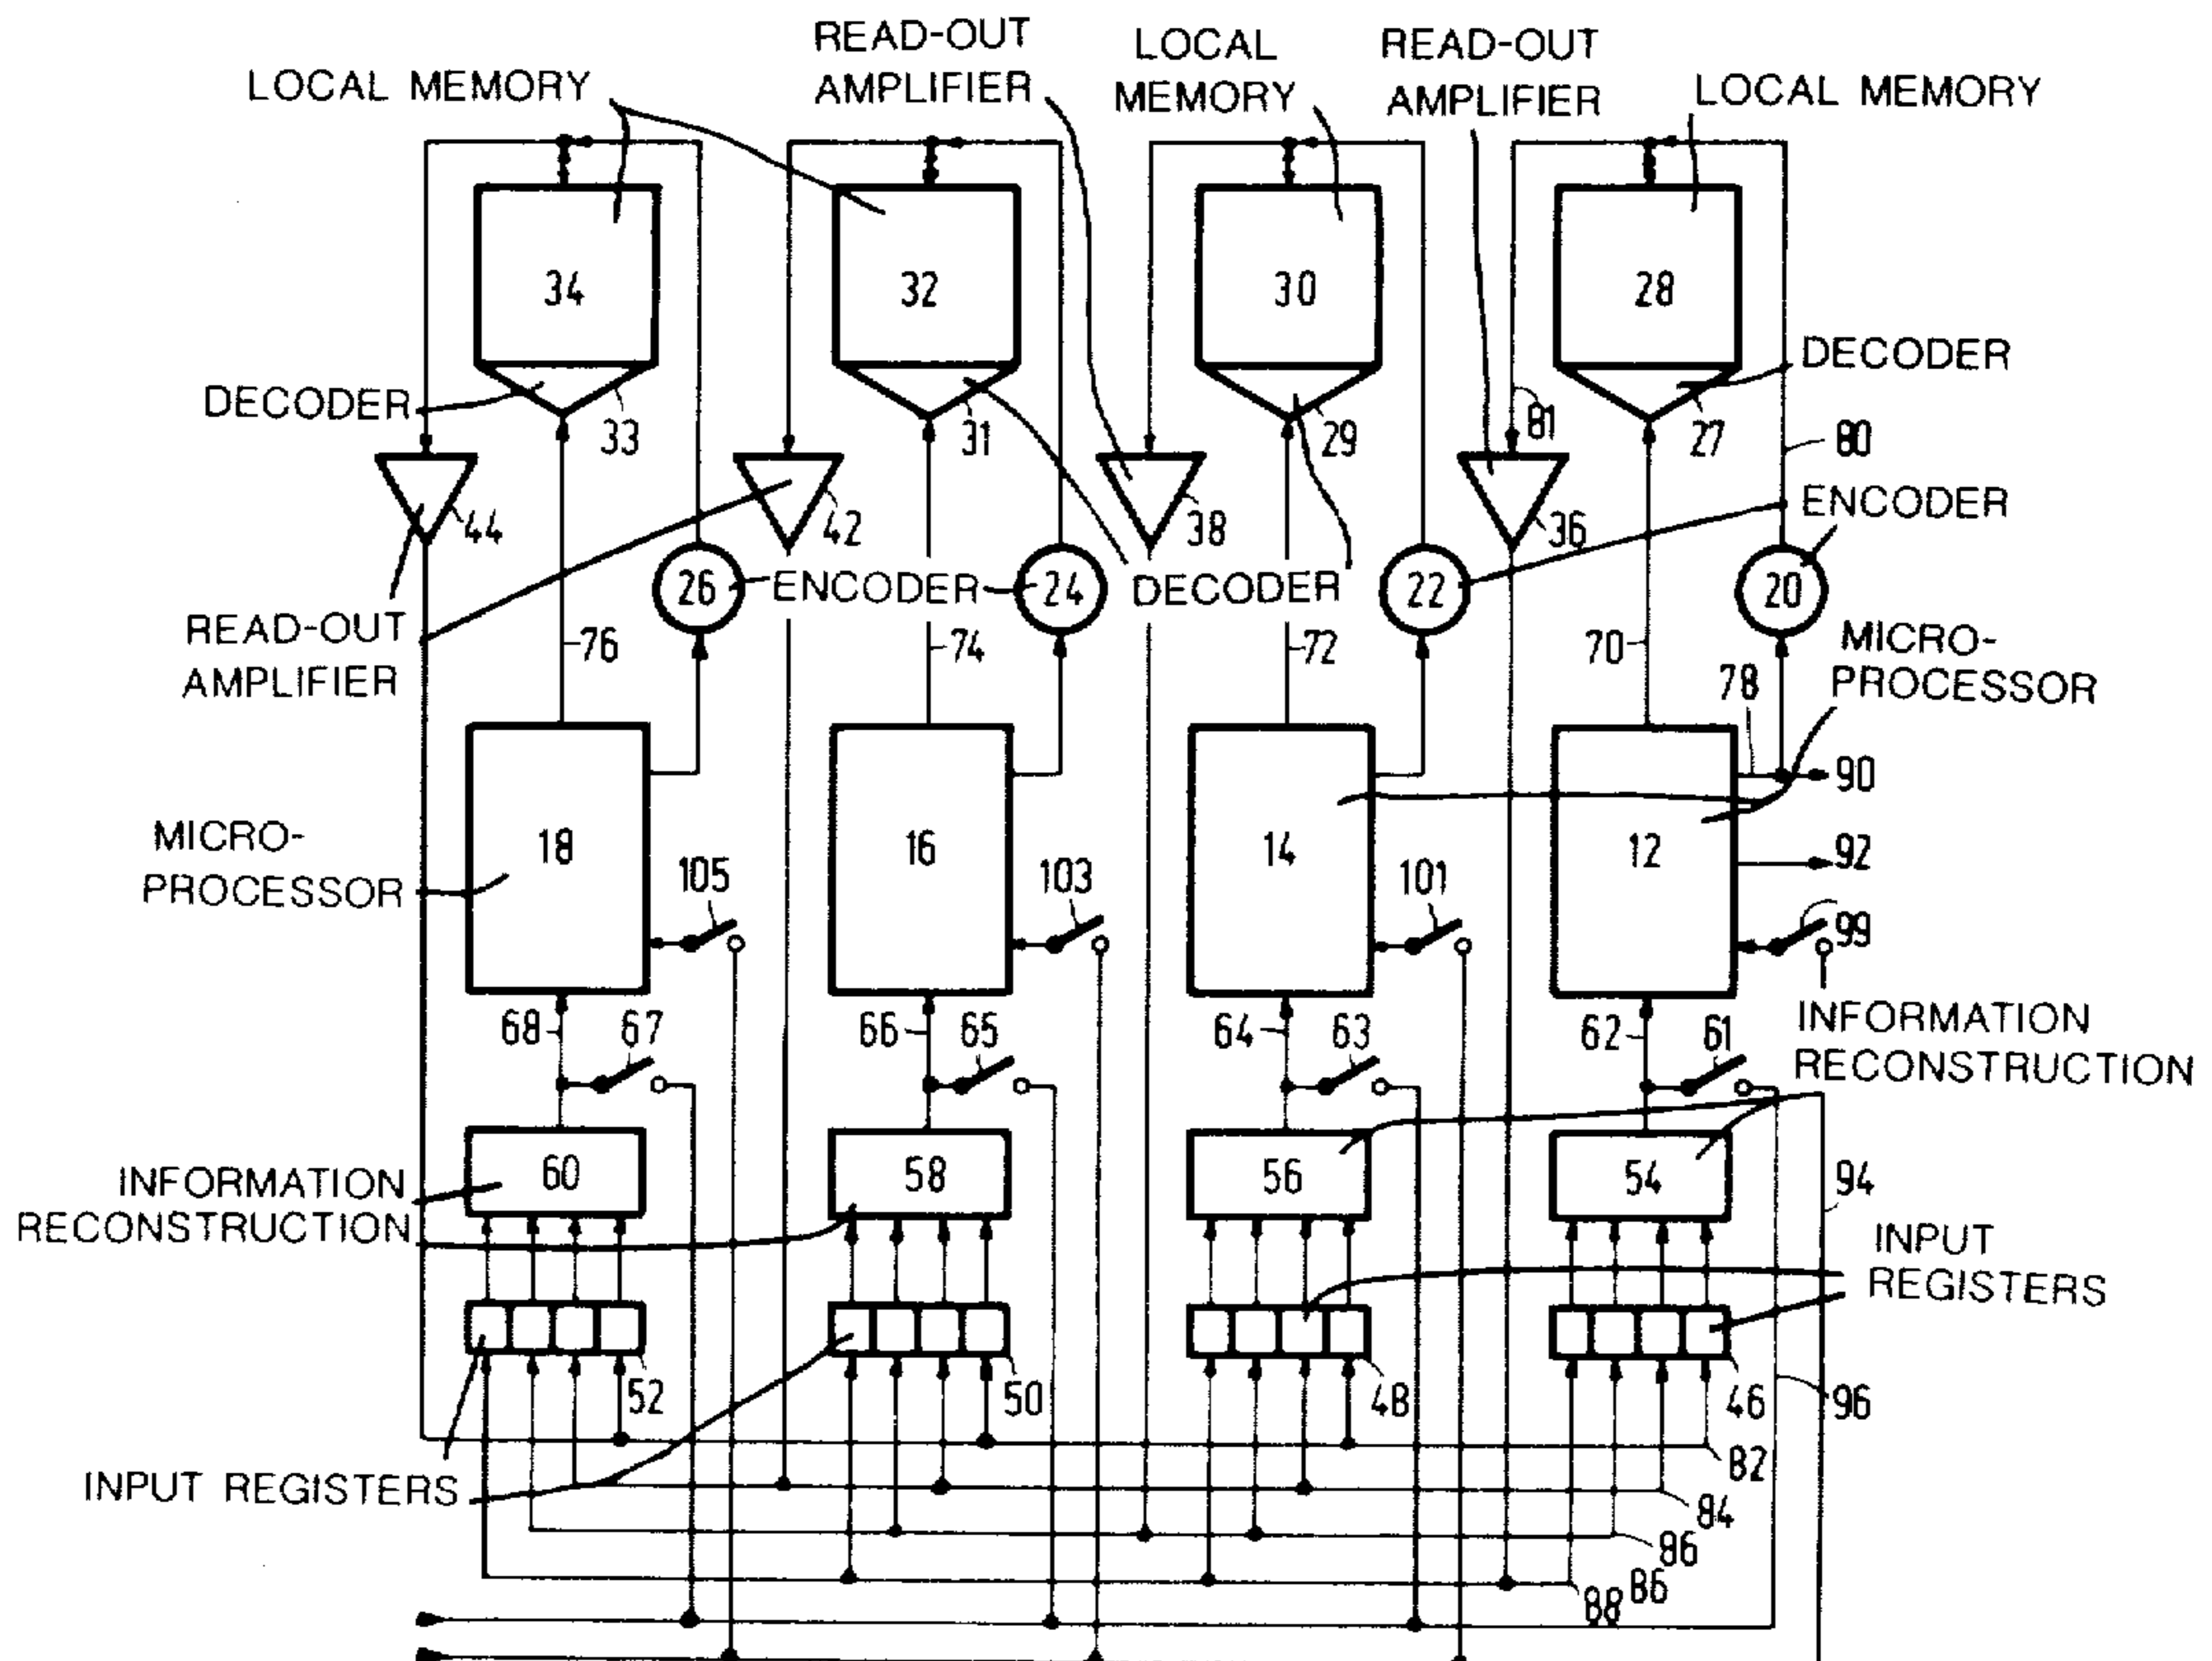 READ-OUT
AMPLIFIER
LOCAL
MEMORY
READ-OUT
AMPLIFIER
LOCAL MEMORY
LOCAL MEMORY
34
32
30
28
DECODER
DECODER
33
31
29
81
27
80
44
42
38
36
ENCODER
26
ENCODER
24
DECODER
22
20
READ-OUT
AMPLIFIER
76
74
72
70
78
MICRO-
PROCESSOR
90
MICRO-
PROCESSOR
18
16
14
12
92
105
103
101
99
68
67
66
65
64
63
62
61
INFORMATION
RECONSTRUCTION
INFORMATION
RECONSTRUCTION
60
58
56
54
94
INPUT
REGISTERS
52
50
48
46
96
INPUT REGISTERS
82
84
86
88
86